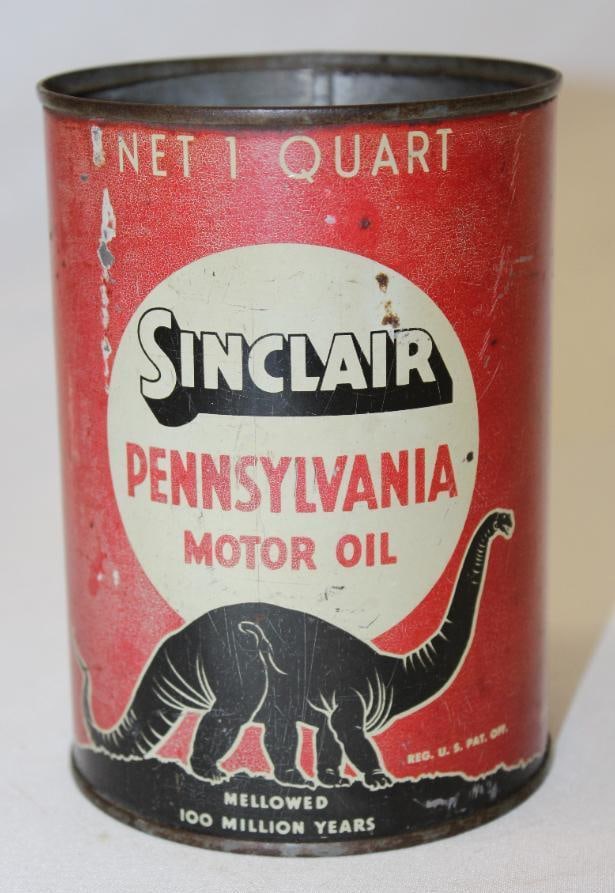 NET 1 QUART
SINCLAIR
PENNSYLVANIA
MOTOR OIL
REG. U. S. PAT. OFF.
MELLOWED
100 MILLION YEARS